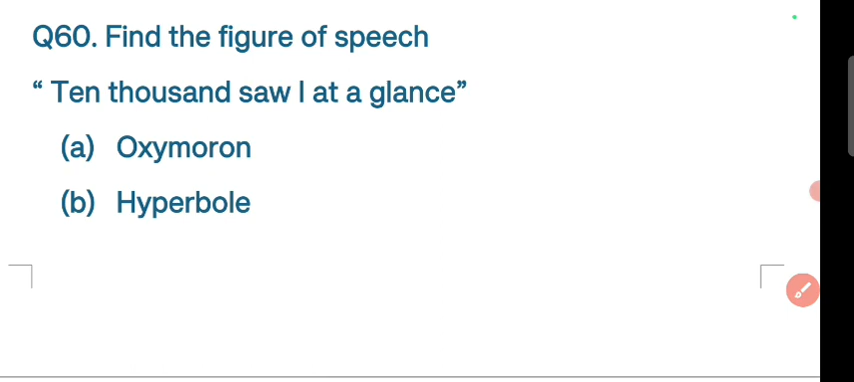 Q60. Find the figure of speech
“ Ten thousand saw I at a glance”
(a) Oxymoron
(b) Hyperbole